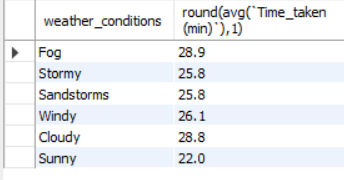 weather_conditions round(avg(`Time_taken
(min)`),1)
Fog 28.9
Stormy 25.8
Sandstorms 25.8
Windy 26.1
Cloudy 28.8
Sunny 22.0